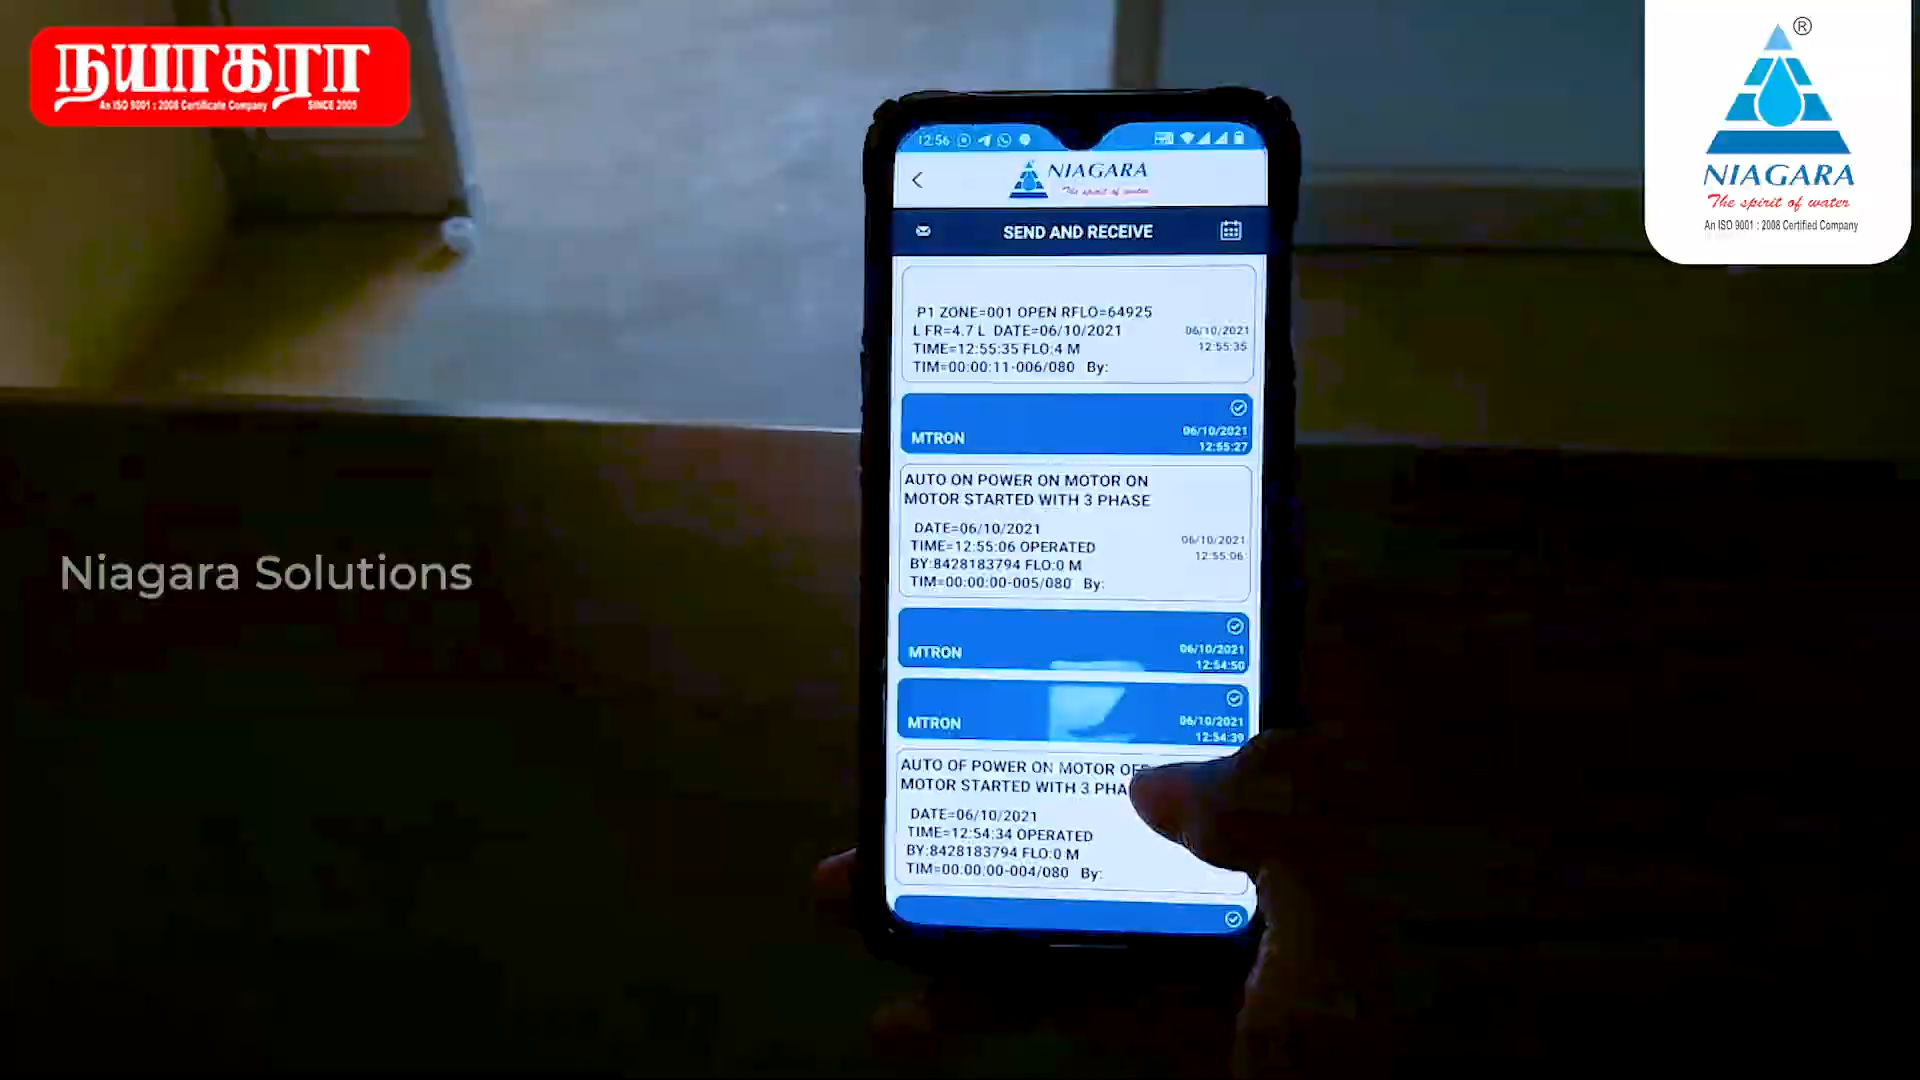 நயாகரா
An ISO 9001 : 2008 Certificate Company SINCE 2005
®
NIAGARA
The spirit of water
An ISO 9001 : 2008 Certified Company
Niagara Solutions
12:56
NIAGARA
The spirit of water
SEND AND RECEIVE
P1 ZONE=001 OPEN RFLO=64925
L FR=4.7 L DATE=06/10/2021
TIME=12:55:35 FLO:4 M
TIM=00:00:11-006/080 By:
06/10/2021
12:55:35
MTRON
06/10/2021
12:55:27
AUTO ON POWER ON MOTOR ON
MOTOR STARTED WITH 3 PHASE
DATE=06/10/2021
TIME=12:55:06 OPERATED
BY:8428183794 FLO:0 M
TIM=00:00:00-005/080 By:
06/10/2021
12:55:06
MTRON
06/10/2021
12:54:50
MTRON
06/10/2021
12:54:39
AUTO OF POWER ON MOTOR OF
MOTOR STARTED WITH 3 PHA
DATE=06/10/2021
TIME=12:54:34 OPERATED
BY:8428183794 FLO:0 M
TIM=00:00:00-004/080 By: